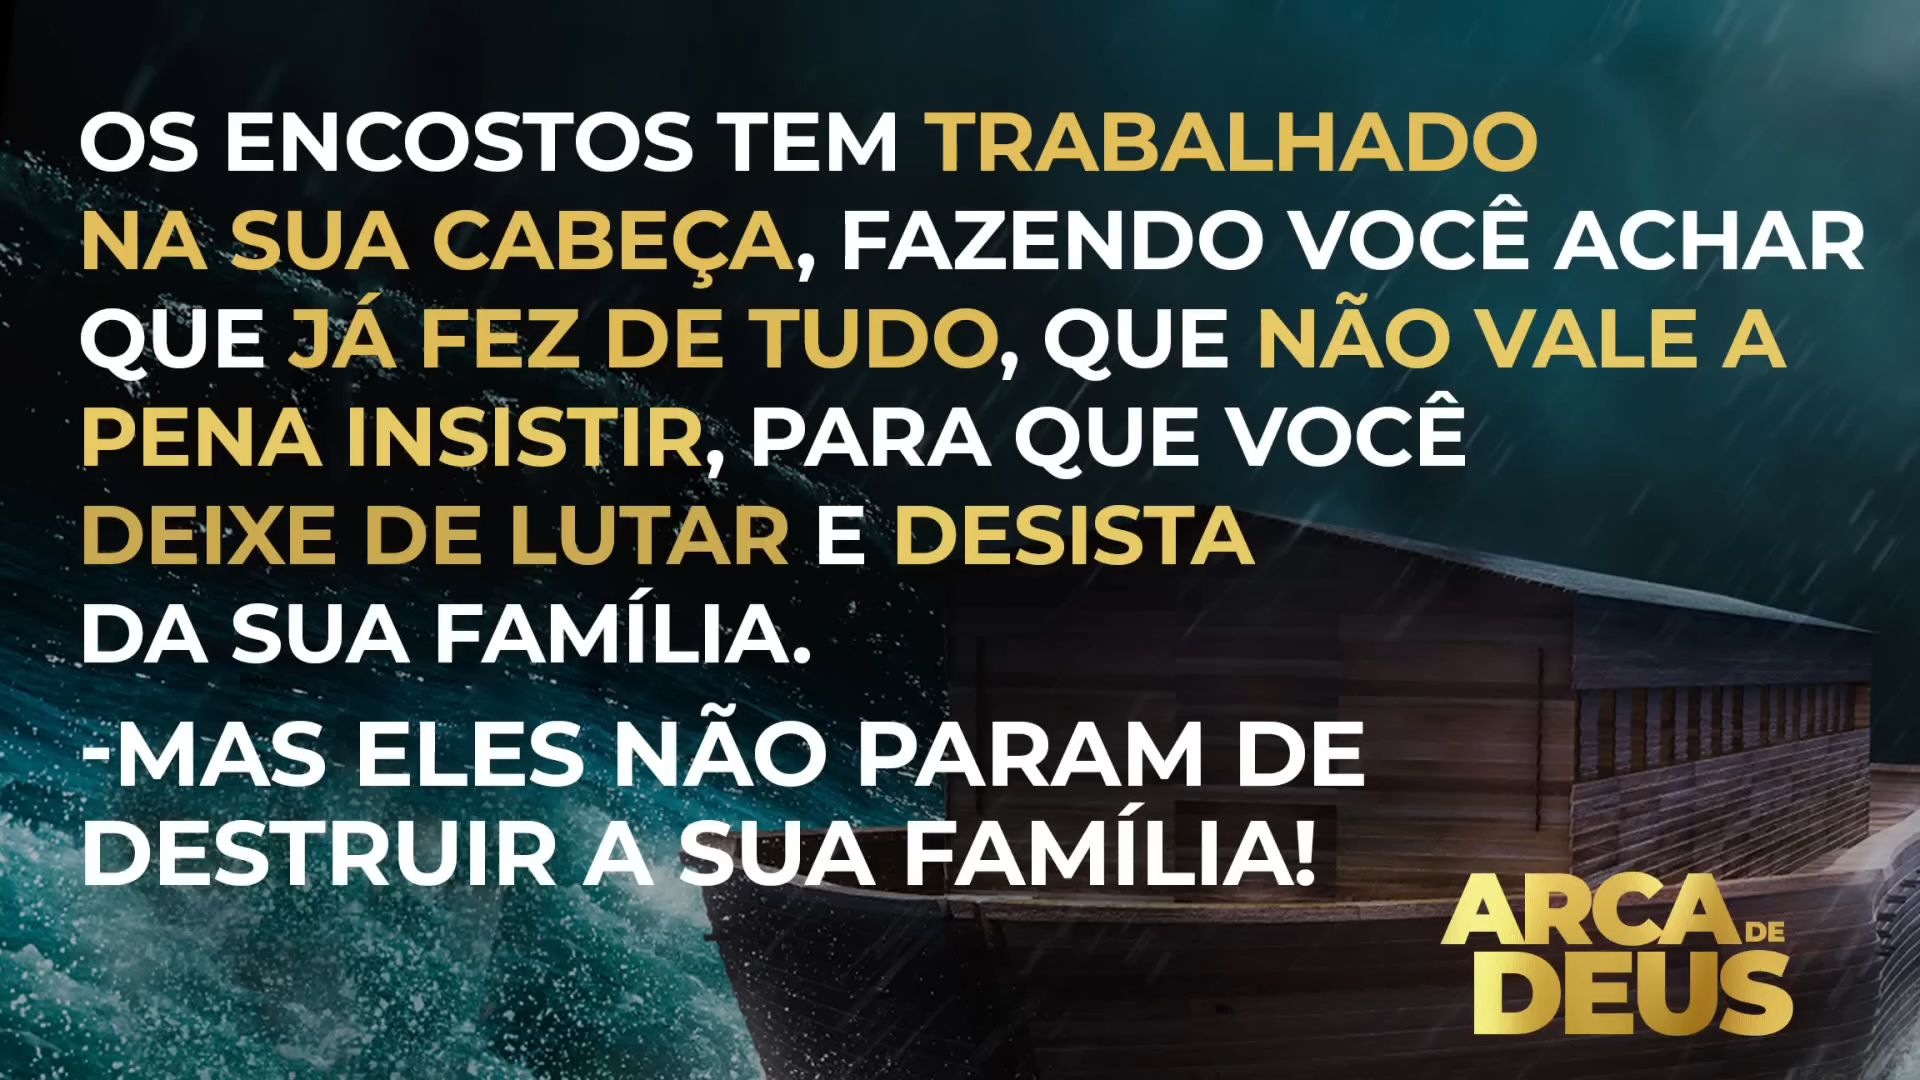 OS ENCOSTOS TEM TRABALHADO
NA SUA CABEÇA, FAZENDO VOCÊ ACHAR
QUE JÁ FEZ DE TUDO, QUE NÃO VALE A
PENA INSISTIR, PARA QUE VOCÊ
DEIXE DE LUTAR E DESISTA
DA SUA FAMÍLIA.
-MAS ELES NÃO PARAM DE
DESTRUIR A SUA FAMÍLIA!
ARCA DE
DEUS